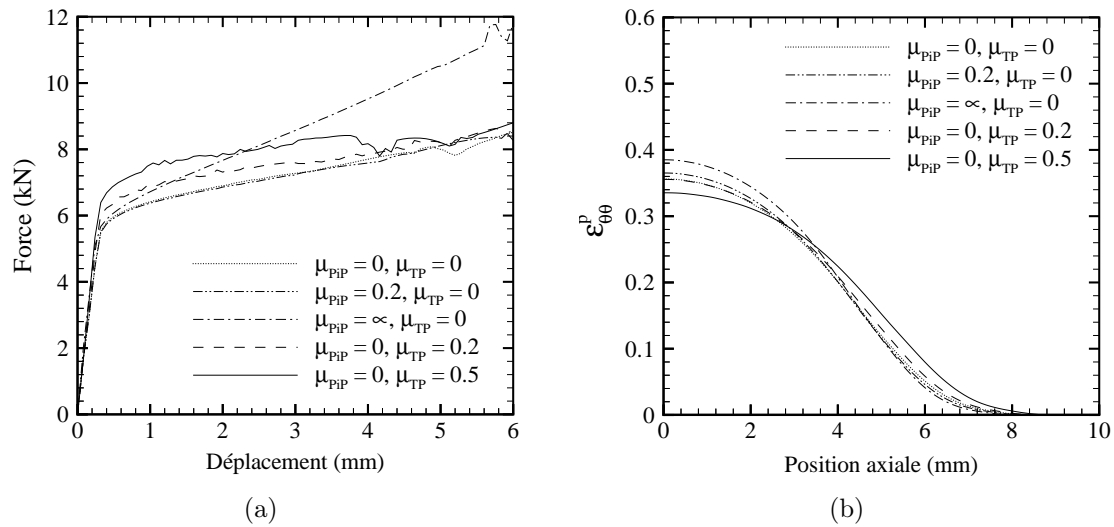 12
10
8
6
4
2
0
Force (kN)
μPiP = 0, μTP = 0
μPiP = 0.2, μTP = 0
μPiP = ∝, μTP = 0
μPiP = 0, μTP = 0.2
μPiP = 0, μTP = 0.5
0 1 2 3 4 5 6
Déplacement (mm)
(a)
0.6
0.5
0.4
0.3
0.2
0.1
0
ε^p_θθ
μPiP = 0, μTP = 0
μPiP = 0.2, μTP = 0
μPiP = ∝, μTP = 0
μPiP = 0, μTP = 0.2
μPiP = 0, μTP = 0.5
0 2 4 6 8 10
Position axiale (mm)
(b)